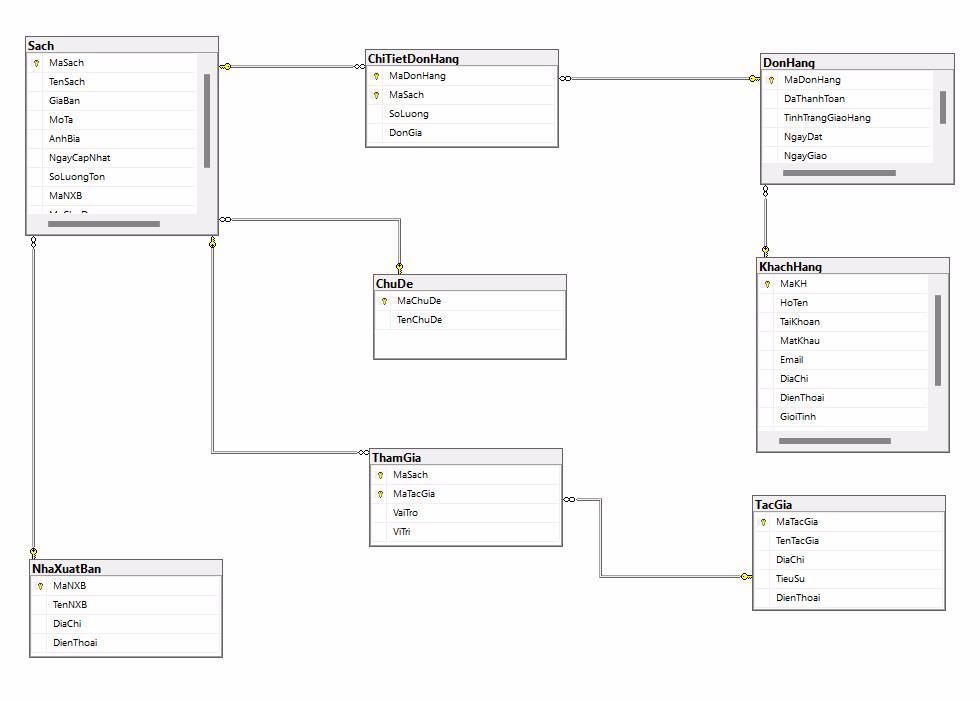 Sach
MaSach
TenSach
GiaBan
MoTa
AnhBia
NgayCapNhat
SoLuongTon
MaNXB
ChiTietDonHang
MaDonHang
MaSach
SoLuong
DonGia
DonHang
MaDonHang
DaThanhToan
TinhTrangGiaoHang
NgayDat
NgayGiao
ChuDe
MaChuDe
TenChuDe
KhachHang
MaKH
HoTen
TaiKhoan
MatKhau
Email
DiaChi
DienThoai
GioiTinh
ThamGia
MaSach
MaTacGia
VaiTro
ViTri
TacGia
MaTacGia
TenTacGia
DiaChi
TieuSu
DienThoai
NhaXuatBan
MaNXB
TenNXB
DiaChi
DienThoai